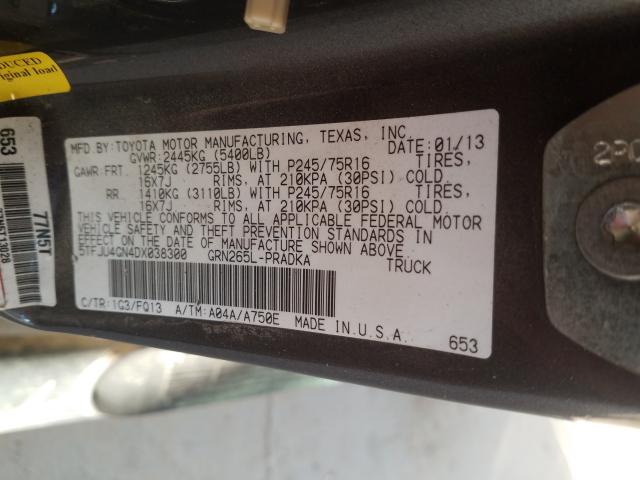 DUCED
riginal load
653
77N5T
MFD.BY:TOYOTA MOTOR MANUFACTURING, TEXAS, INC.
GVWR: 2445KG (5400LB) DATE: 01/13
GAWR:FRT. 1245KG (2755LB) WITH P245/75R16 TIRES,
16X7J RIMS, AT 210KPA (30PSI) COLD
RR. 1410KG (3110LB) WITH P245/75R16 TIRES,
16X7J RIMS, AT 210KPA (30PSI) COLD
THIS VEHICLE CONFORMS TO ALL APPLICABLE FEDERAL MOTOR
VEHICLE SAFETY AND THEFT PREVENTION STANDARDS IN
EFFECT ON THE DATE OF MANUFACTURE SHOWN ABOVE.
5TFJU4GN4DX038300 GRN265L-PRADKA TRUCK
C/TR:1G3/FQ13 A/TM:A04A/A750E MADE IN U.S.A.
653